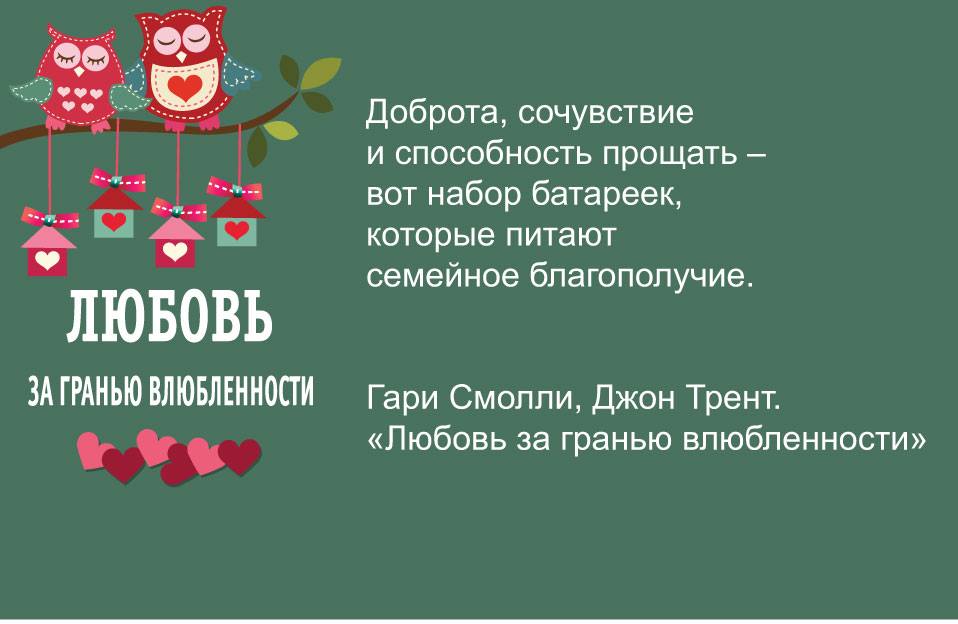 ЛЮБОВЬ
ЗА ГРАНЬЮ ВЛЮБЛЕННОСТИ
Доброта, сочувствие
и способность прощать –
вот набор батареек,
которые питают
семейное благополучие.
Гари Смолли, Джон Трент.
«Любовь за гранью влюбленности»